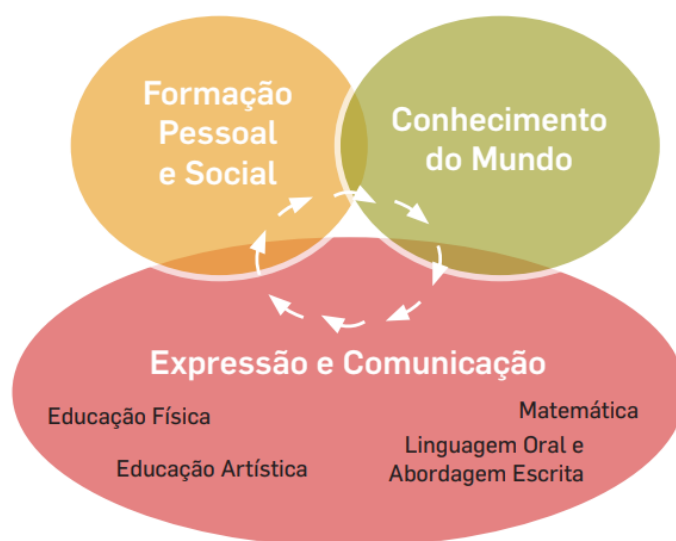 Formação
Pessoal
e Social
Conhecimento
do Mundo
Expressão e Comunicação
Educação Física
Matemática
Educação Artística
Linguagem Oral e
Abordagem Escrita